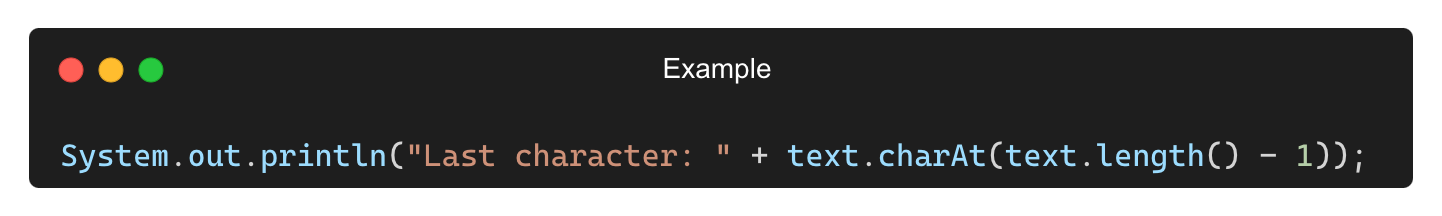 Example
System.out.println("Last character: " + text.charAt(text.length() - 1));